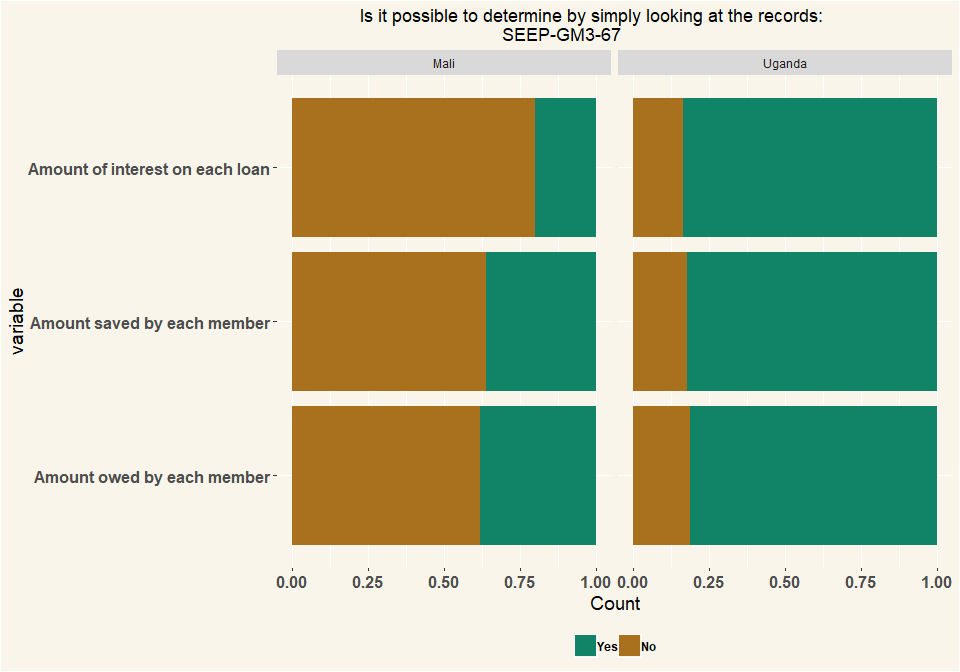 Is it possible to determine by simply looking at the records:
SEEP-GM3-67
Mali
Uganda
variable
Amount of interest on each loan
Amount saved by each member
Amount owed by each member
0.00 0.25 0.50 0.75 1.00
0.00 0.25 0.50 0.75 1.00
Count
Yes No